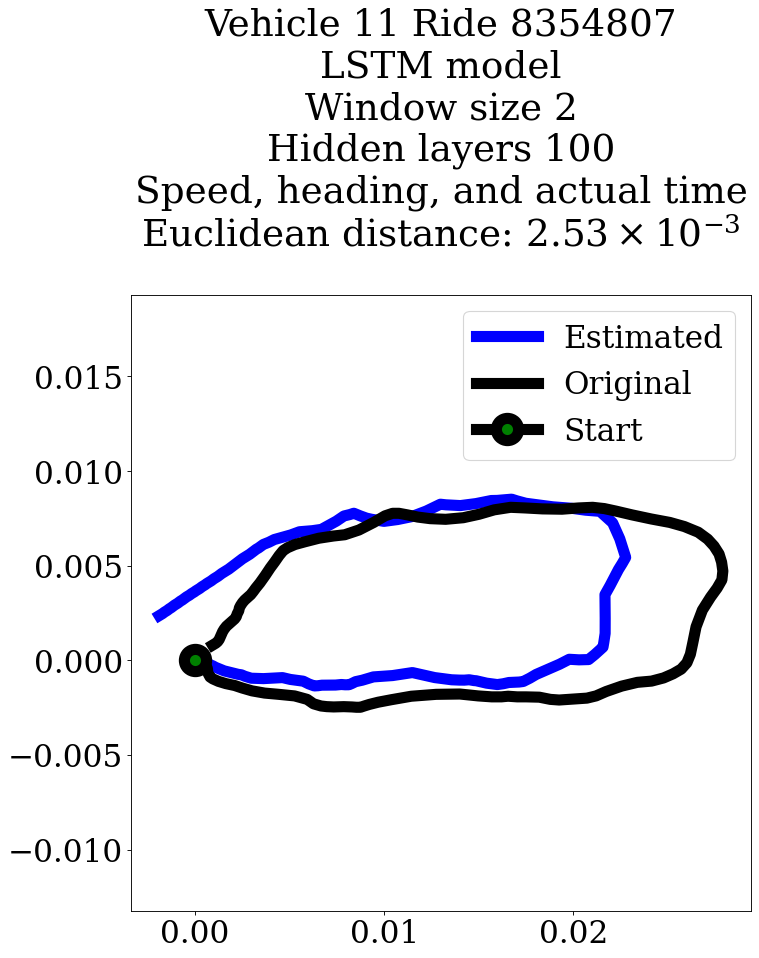 Vehicle 11 Ride 8354807
LSTM model
Window size 2
Hidden layers 100
Speed, heading, and actual time
Euclidean distance: 2.53 × 10⁻³
Estimated
Original
Start
0.015
0.010
0.005
0.000
−0.005
−0.010
0.00 0.01 0.02